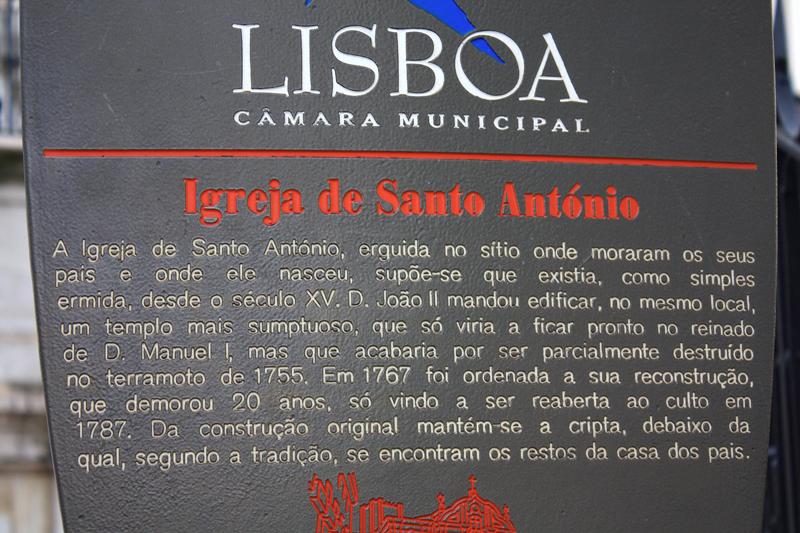 LISBOA
CÂMARA MUNICIPAL
Igreja de Santo António
A Igreja de Santo António, erguida no sítio onde moraram os seus
pais e onde ele nasceu, supõe-se que existia, como simples
ermida, desde o século XV. D. João II mandou edificar, no mesmo local,
um templo mais sumptuoso, que só viria a ficar pronto no reinado
de D. Manuel I, mas que acabaria por ser parcialmente destruído
no terramoto de 1755. Em 1767 foi ordenada a sua reconstrução,
que demorou 20 anos, só vindo a ser reaberta ao culto em
1787. Da construção original mantém-se a cripta, debaixo da
qual, segundo a tradição, se encontram os restos da casa dos pais.